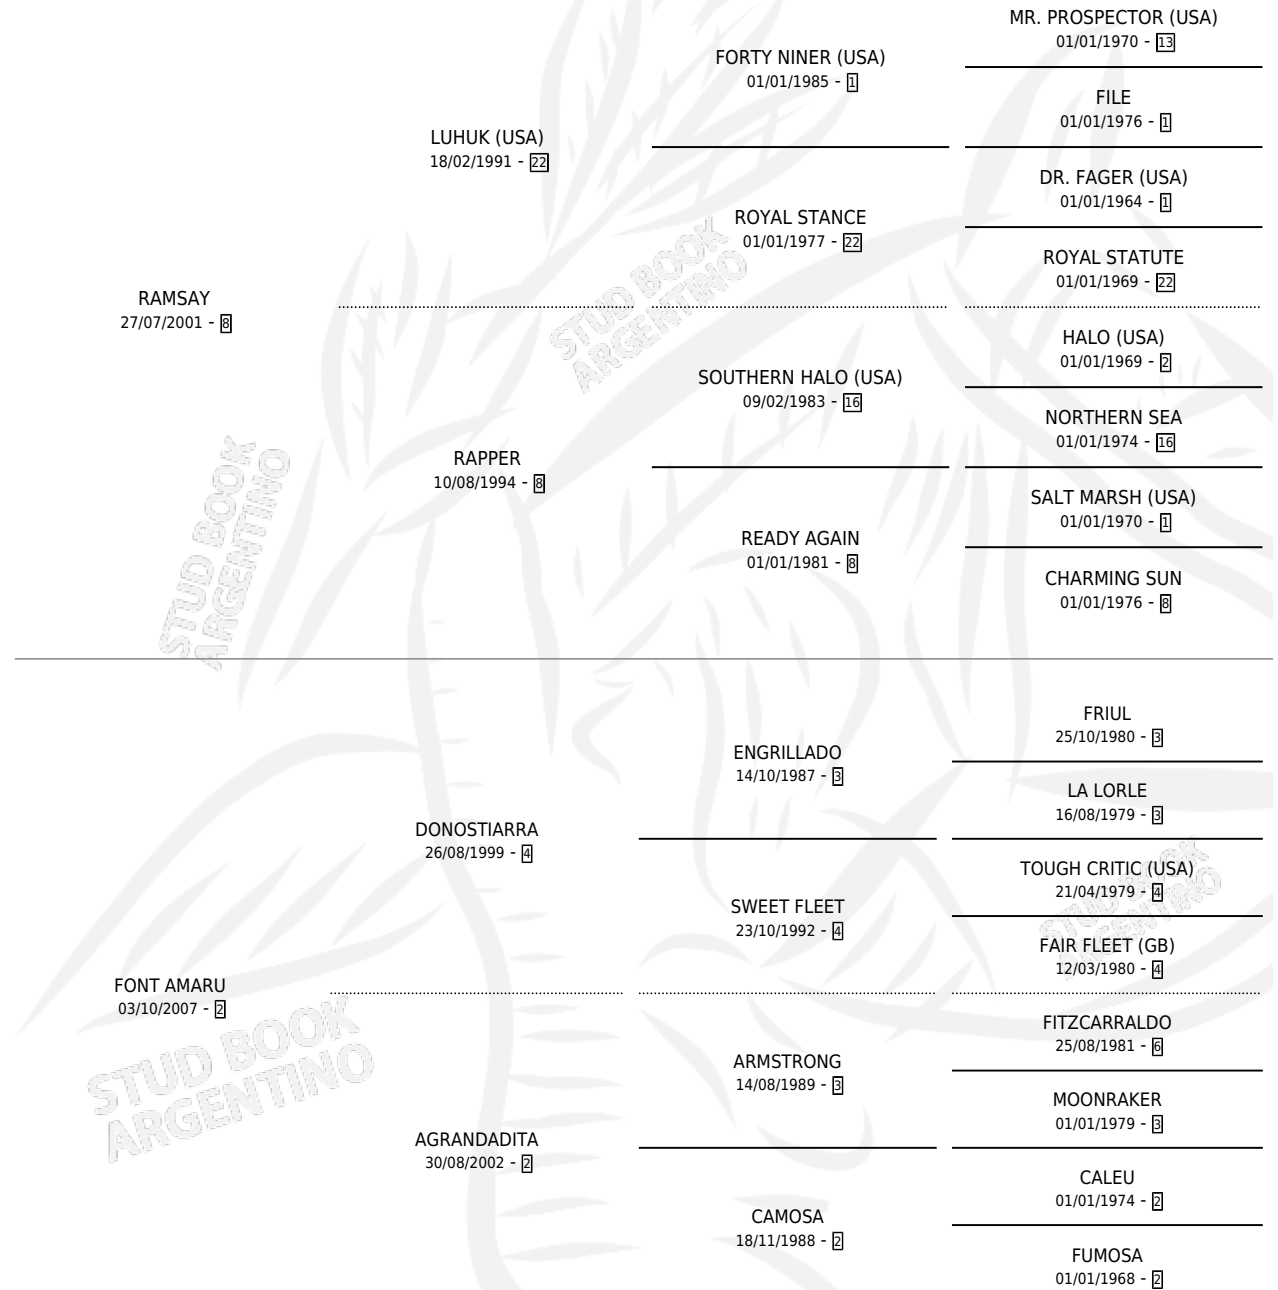 MR. PROSPECTOR (USA)
01/01/1970 - 13
FORTY NINER (USA)
01/01/1985 - 1
FILE
01/01/1976 - 1
LUHUK (USA)
18/02/1991 - 22
DR. FAGER (USA)
01/01/1964 - 1
ROYAL STANCE
01/01/1977 - 22
ROYAL STATUTE
01/01/1969 - 22
RAMSAY
27/07/2001 - 8
HALO (USA)
01/01/1969 - 2
SOUTHERN HALO (USA)
09/02/1983 - 16
NORTHERN SEA
01/01/1974 - 16
RAPPER
10/08/1994 - 8
SALT MARSH (USA)
01/01/1970 - 1
READY AGAIN
01/01/1981 - 8
CHARMING SUN
01/01/1976 - 8
STUD BOOK
ARGENTINO
STUD BOOK
ARGENTINO
FRIUL
25/10/1980 - 3
ENGRILLADO
14/10/1987 - 3
LA LORLE
16/08/1979 - 3
DONOSTIARRA
26/08/1999 - 4
TOUGH CRITIC (USA)
21/04/1979 - 4
SWEET FLEET
23/10/1992 - 4
FAIR FLEET (GB)
12/03/1980 - 4
STUD BOOK
ARGENTINO
FONT AMARU
03/10/2007 - 2
FITZCARRALDO
25/08/1981 - 6
ARMSTRONG
14/08/1989 - 3
MOONRAKER
01/01/1979 - 3
AGRANDADITA
30/08/2002 - 2
CALEU
01/01/1974 - 2
CAMOSA
18/11/1988 - 2
FUMOSA
01/01/1968 - 2
STUD BOOK
ARGENTINO